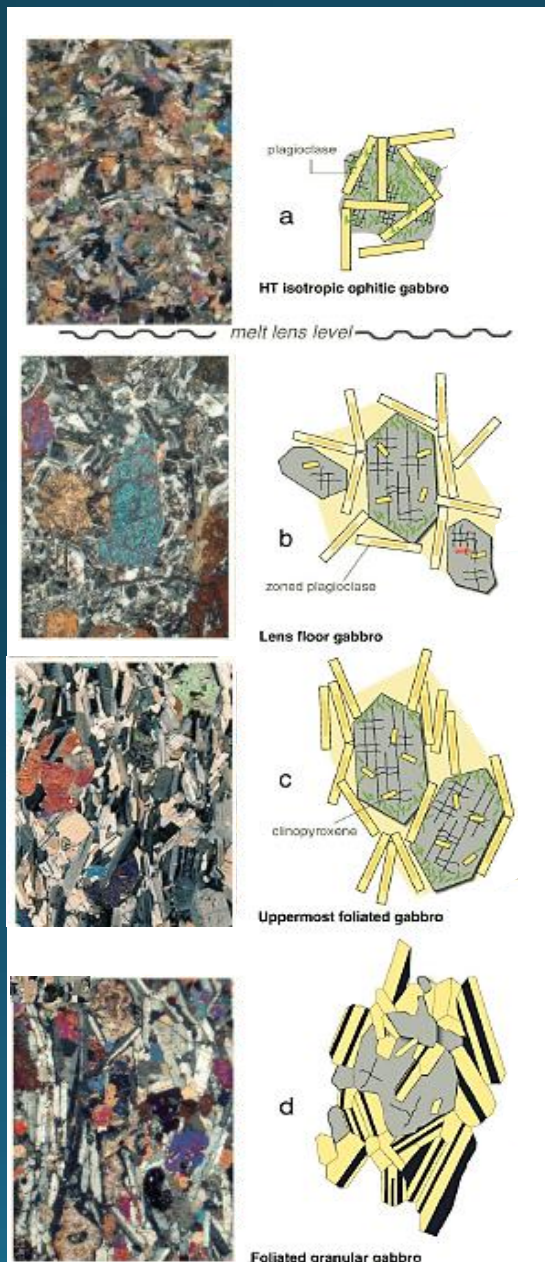 plagioclase
a
HT isotropic ophitic gabbro
melt lens level
b
zoned plagioclase
Lens floor gabbro
c
clinopyroxene
Uppermost foliated gabbro
d
Foliated granular gabbro